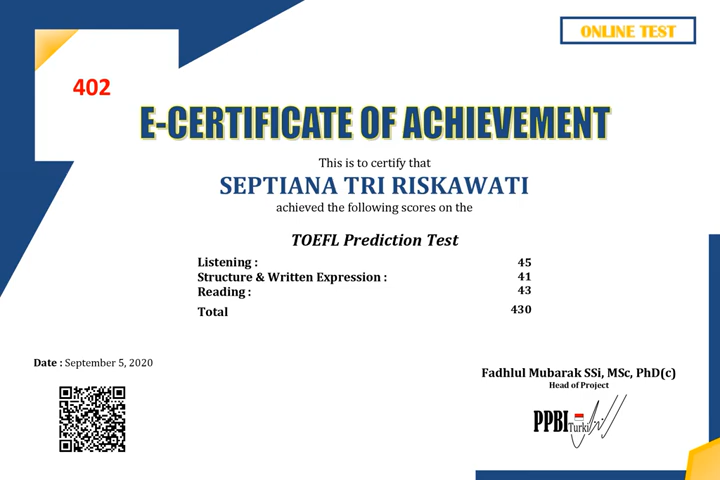 ONLINE TEST
402
E-CERTIFICATE OF ACHIEVEMENT
This is to certify that
SEPTIANA TRI RISKAWATI
achieved the following scores on the
TOEFL Prediction Test
Listening : 45
Structure & Written Expression : 41
Reading : 43
Total 430
Date : September 5, 2020
Fadhlul Mubarak SSi, MSc, PhD(c)
Head of Project
PPBI Turki